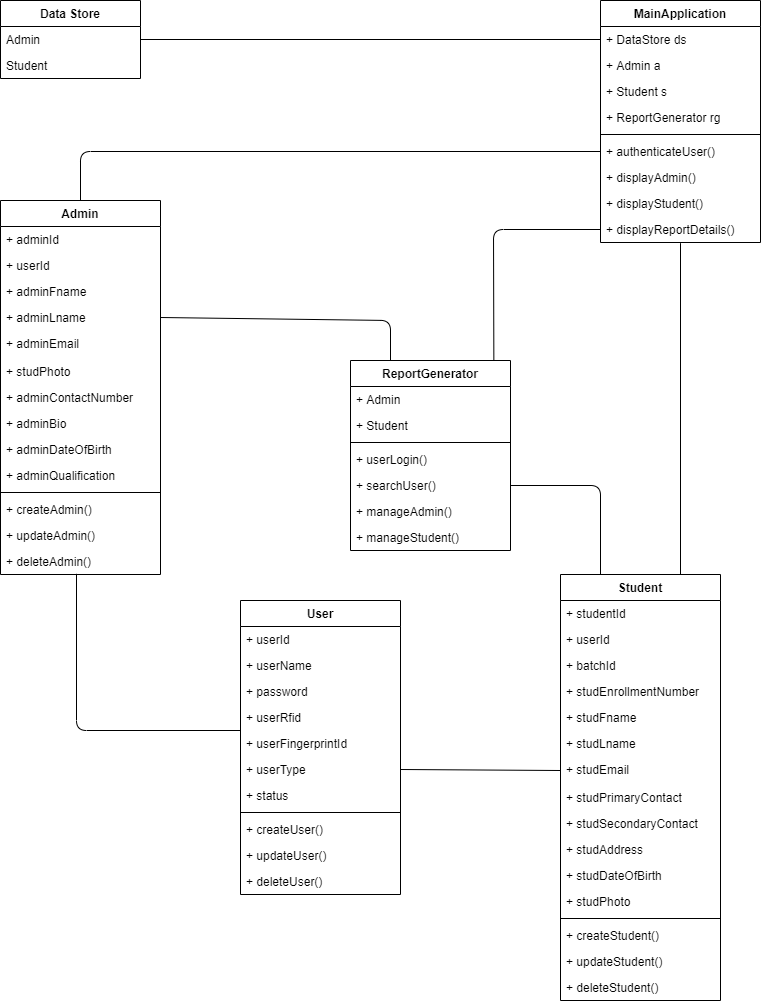 Data Store
Admin
Student
MainApplication
+ DataStore ds
+ Admin a
+ Student s
+ ReportGenerator rg
+ authenticateUser()
+ displayAdmin()
+ displayStudent()
+ displayReportDetails()
Admin
+ adminId
+ userId
+ adminFname
+ adminLname
+ adminEmail
+ studPhoto
+ adminContactNumber
+ adminBio
+ adminDateOfBirth
+ adminQualification
+ createAdmin()
+ updateAdmin()
+ deleteAdmin()
ReportGenerator
+ Admin
+ Student
+ userLogin()
+ searchUser()
+ manageAdmin()
+ manageStudent()
User
+ userId
+ userName
+ password
+ userRfid
+ userFingerprintId
+ userType
+ status
+ createUser()
+ updateUser()
+ deleteUser()
Student
+ studentId
+ userId
+ batchId
+ studEnrollmentNumber
+ studFname
+ studLname
+ studEmail
+ studPrimaryContact
+ studSecondaryContact
+ studAddress
+ studDateOfBirth
+ studPhoto
+ createStudent()
+ updateStudent()
+ deleteStudent()